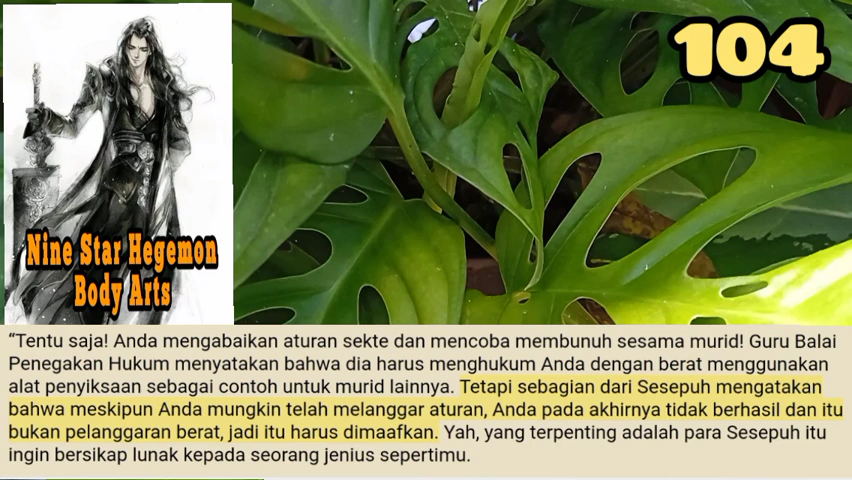 104
Nine Star Hegemon
Body Arts
“Tentu saja! Anda mengabaikan aturan sekte dan mencoba membunuh sesama murid! Guru Balai
Penegakan Hukum menyatakan bahwa dia harus menghukum Anda dengan berat menggunakan
alat penyiksaan sebagai contoh untuk murid lainnya. Tetapi sebagian dari Sesepuh mengatakan
bahwa meskipun Anda mungkin telah melanggar aturan, Anda pada akhirnya tidak berhasil dan itu
bukan pelanggaran berat, jadi itu harus dimaafkan. Yah, yang terpenting adalah para Sesepuh itu
ingin bersikap lunak kepada seorang jenius sepertimu.